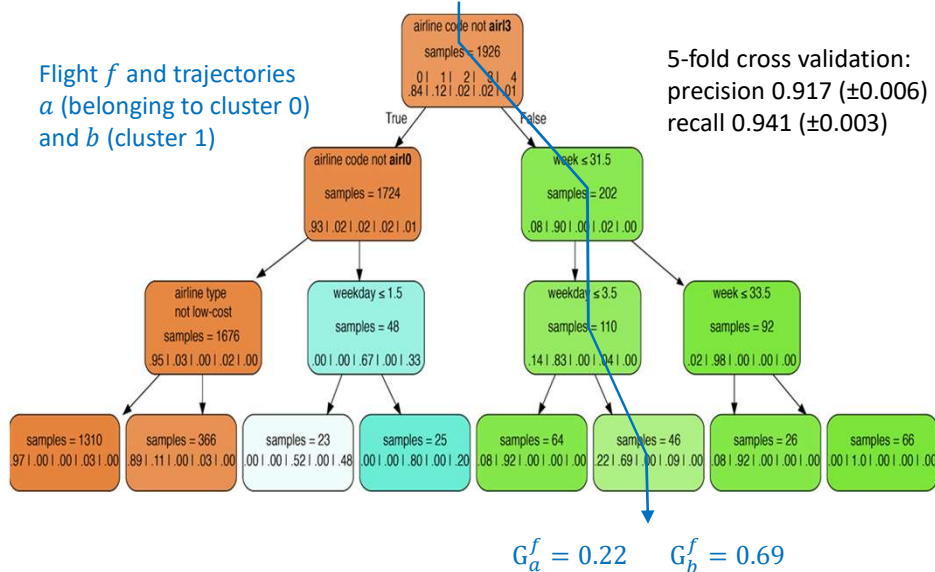 airline code not airl3
samples = 1926
0| 1| 2| 3| 4
.84| .12| .02| .02| .01
Flight f and trajectories
a (belonging to cluster 0)
and b (cluster 1)
5-fold cross validation:
precision 0.917 (±0.006)
recall 0.941 (±0.003)
True
False
airline code not airl0
samples = 1724
.93 | .02 | .02 | .02 | .01
week ≤ 31.5
samples = 202
.08 | .90 | .00 | .02 | .00
airline type
not low-cost
samples = 1676
.95 | .03 | .00 | .02 | .00
weekday ≤ 1.5
samples = 48
.00 | .00 | .67 | .00 | .33
weekday ≤ 3.5
samples = 110
.14 | .83 | .00 | .04 | .00
week ≤ 33.5
samples = 92
.02 | .98 | .00 | .00 | .00
samples = 1310
.97 | .00 | .00 | .03 | .00
samples = 366
.89 | .11 | .00 | .03 | .00
samples = 23
.00 | .00 | .52 | .00 | .48
samples = 25
.00 | .00 | .80 | .00 | .20
samples = 64
.08 | .92 | .00 | .00 | .00
samples = 46
.22 | .69 | .00 | .09 | .00
samples = 26
.08 | .92 | .00 | .00 | .00
samples = 66
.00 | 1.0 | .00 | .00 | .00
G_a^f = 0.22 G_b^f = 0.69